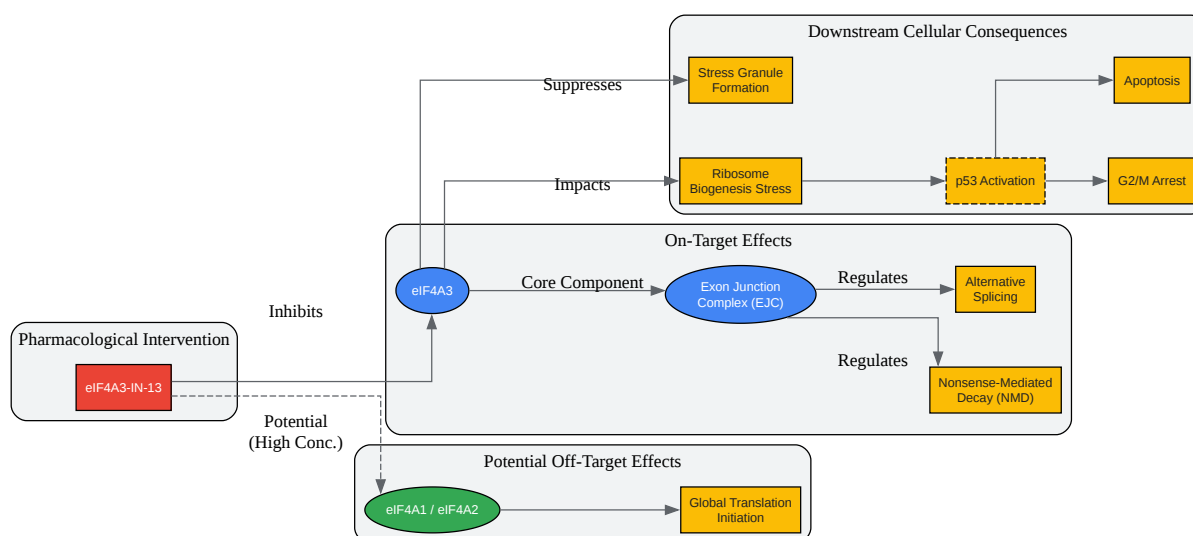 Downstream Cellular Consequences
Suppresses
Stress Granule
Formation
Apoptosis
Impacts
Ribosome
Biogenesis Stress
p53 Activation
G2/M Arrest
On-Target Effects
eIF4A3
Core Component
Exon Junction
Complex (EJC)
Regulates
Alternative
Splicing
Regulates
Nonsense-Mediated
Decay (NMD)
Inhibits
Pharmacological Intervention
eIF4A3-IN-13
Potential
(High Conc.)
Potential Off-Target Effects
eIF4A1 / eIF4A2
Global Translation
Initiation